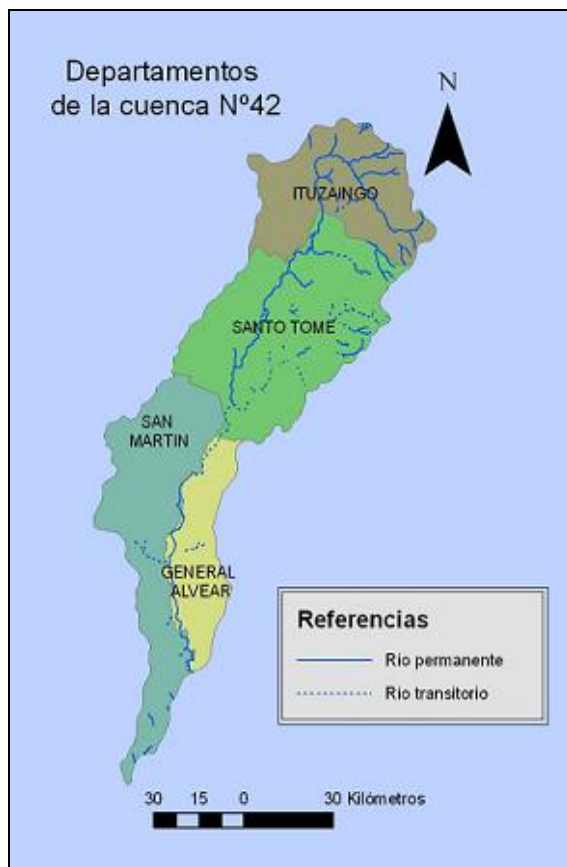 Departamentos
de la cuenca Nº42
N
ITUZAINGO
SANTO TOME
SAN
MARTIN
GENERAL
ALVEAR
Referencias
Rio permanente
Rio transitorio
30 15 0 30 Kilómetros